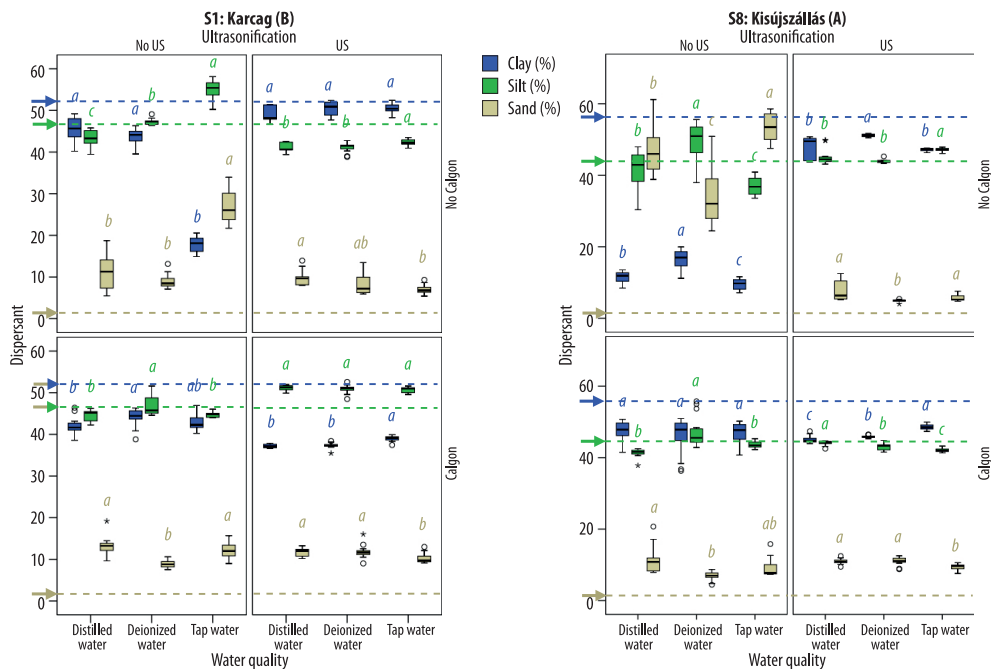 S1: Karcag (B)
Ultrasonification
No US
US
Clay (%)
Silt (%)
Sand (%)
S8: Kisújszállás (A)
Ultrasonification
No US
US
60
50
40
30
20
10
0
a
c
b
a
b
b
b
a
a
a
b
a
a
b
b
a
ab
a
a
b
No Calgon
60
40
20
0
b
b
a
c
a
c
b
a
a
c
b
b
a
b
b
a
a
b
a
No Calgon
Dispersant
60
50
40
30
20
10
0
b
b
a
a
a
b
ab
b
a
a
b
a
a
b
a
a
a
b
Calgon
Dispersant
60
40
20
0
a
b
a
a
a
b
a
b
ab
c
a
a
b
b
a
a
c
b
Calgon
Distilled water
Deionized water
Tap water
Distilled water
Deionized water
Tap water
Water quality
Distilled water
Deionized water
Tap water
Distilled water
Deionized water
Tap water
Water quality